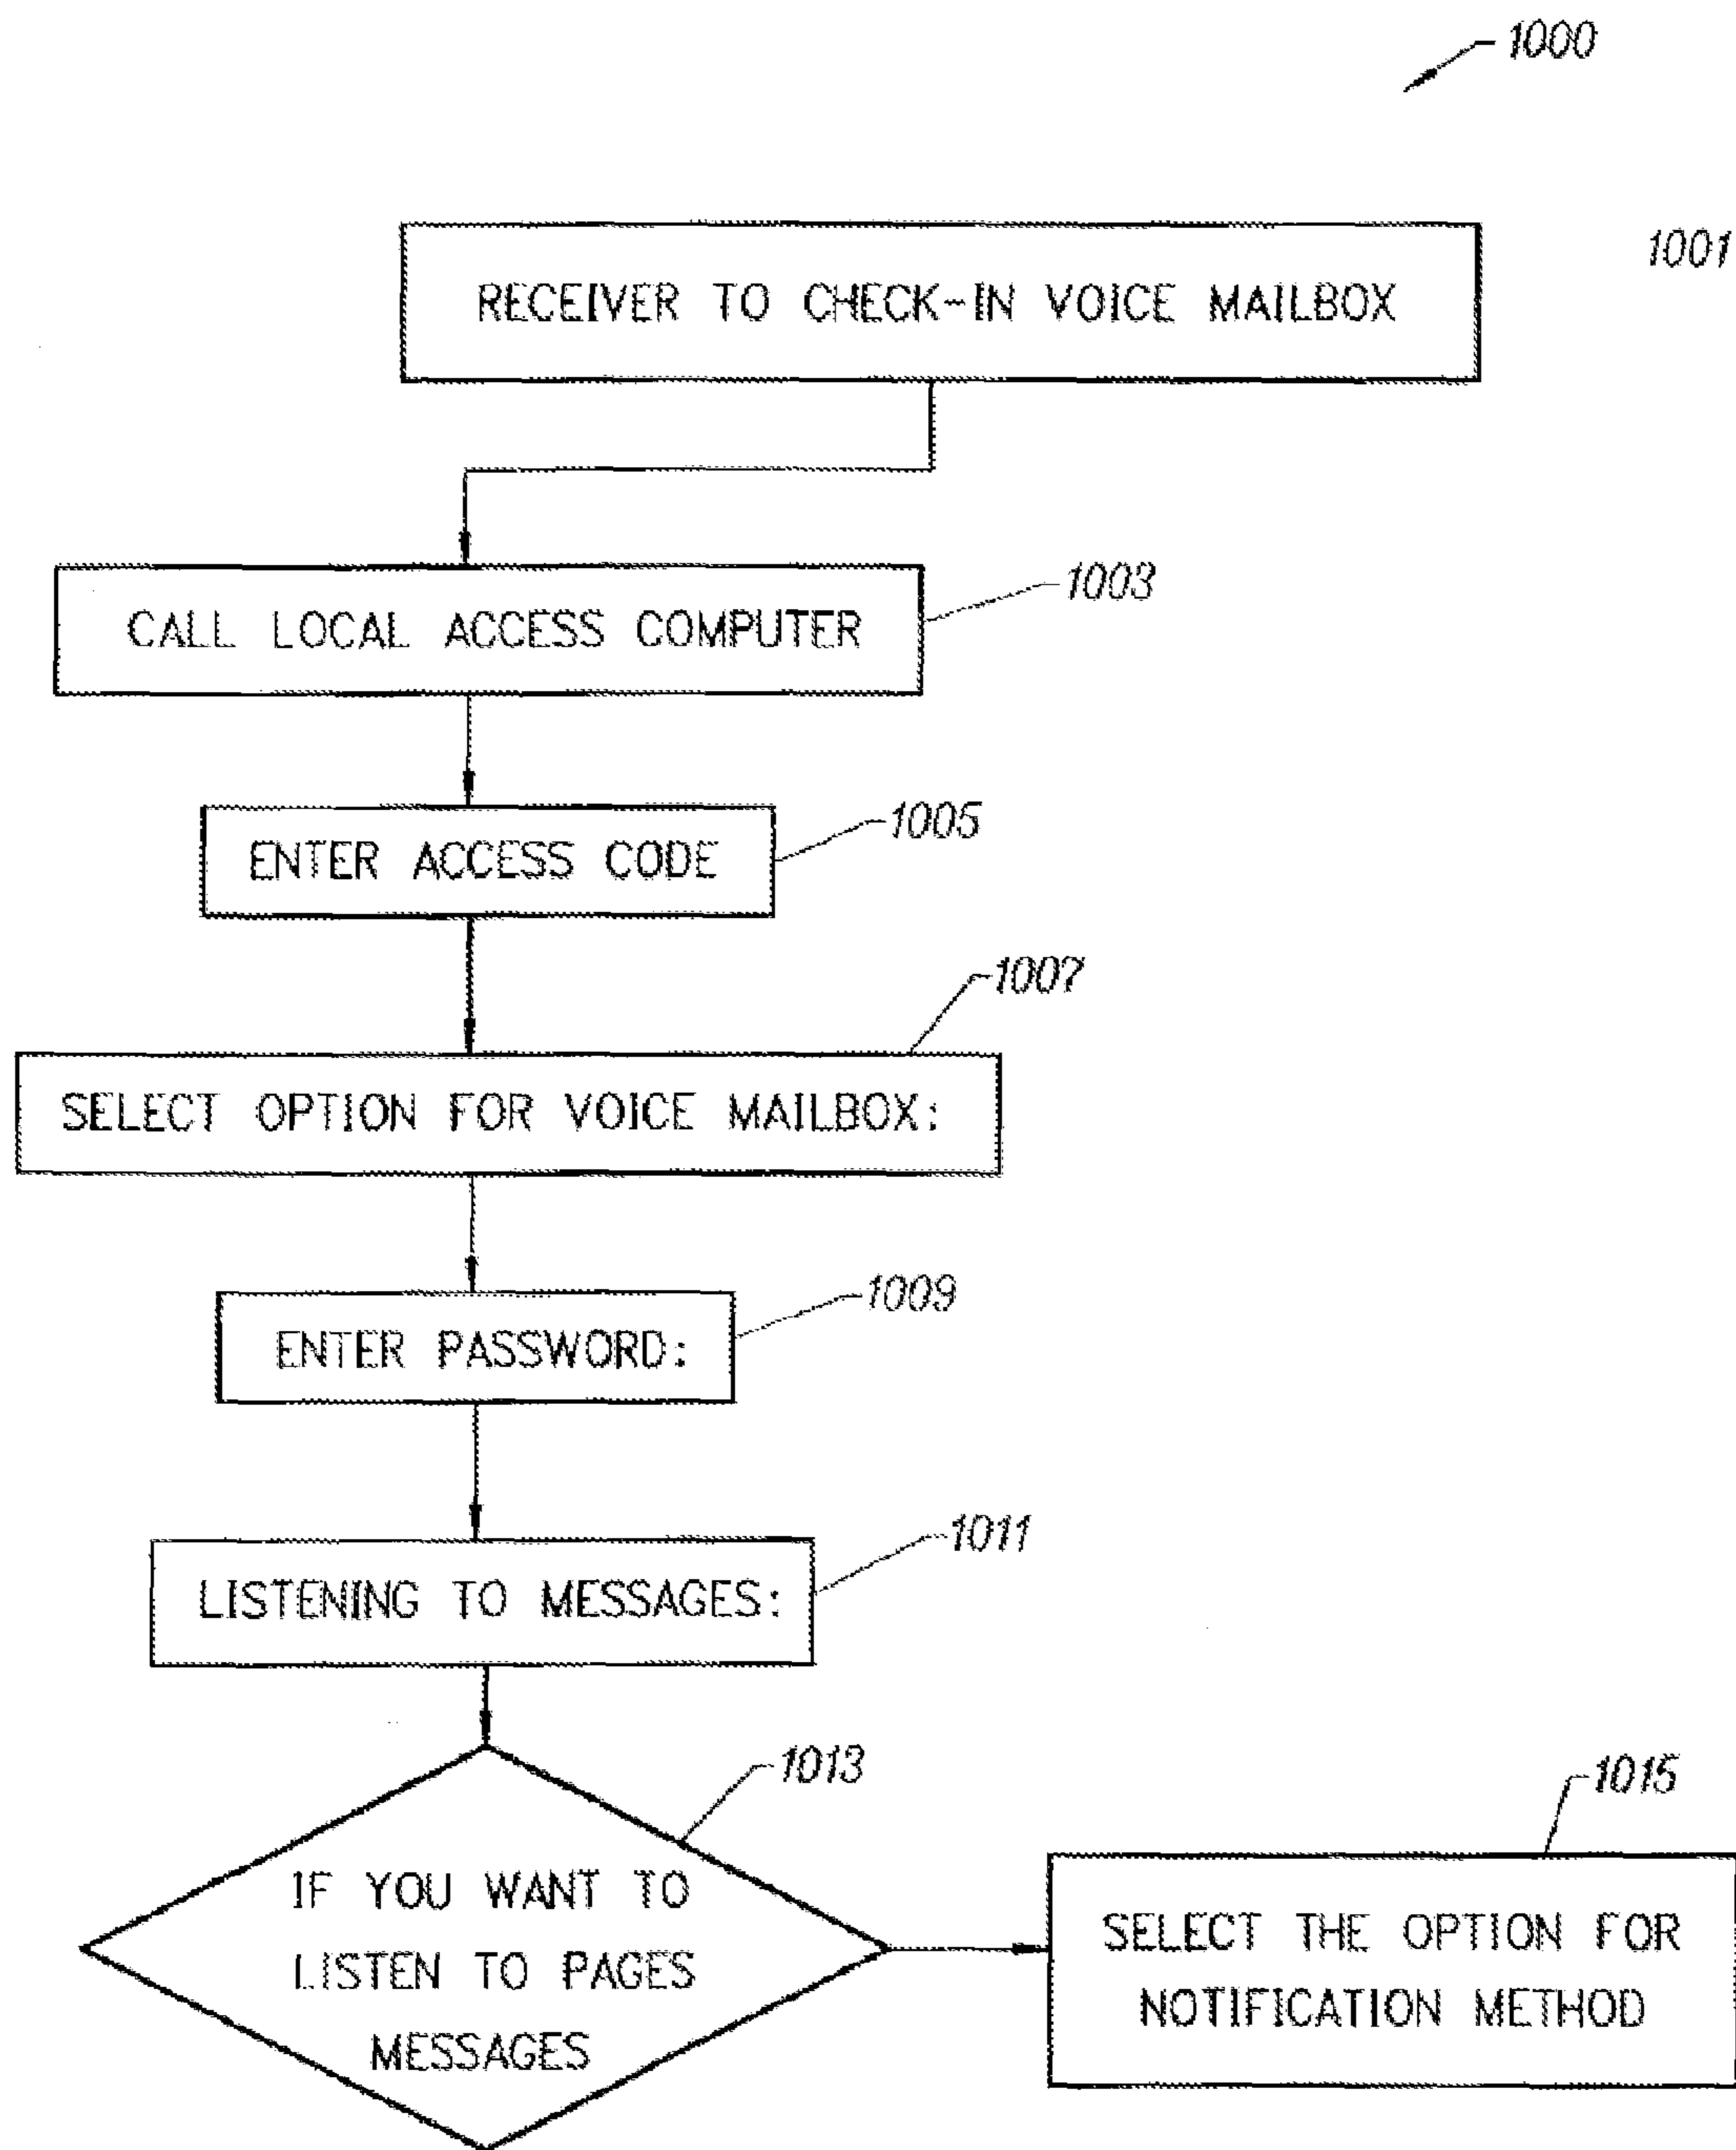 1000
RECEIVER TO CHECK-IN VOICE MAILBOX
1001
CALL LOCAL ACCESS COMPUTER
1003
ENTER ACCESS CODE
1005
SELECT OPTION FOR VOICE MAILBOX:
1007
ENTER PASSWORD:
1009
LISTENING TO MESSAGES:
1011
IF YOU WANT TO
LISTEN TO PAGES
MESSAGES
1013
SELECT THE OPTION FOR
NOTIFICATION METHOD
1015